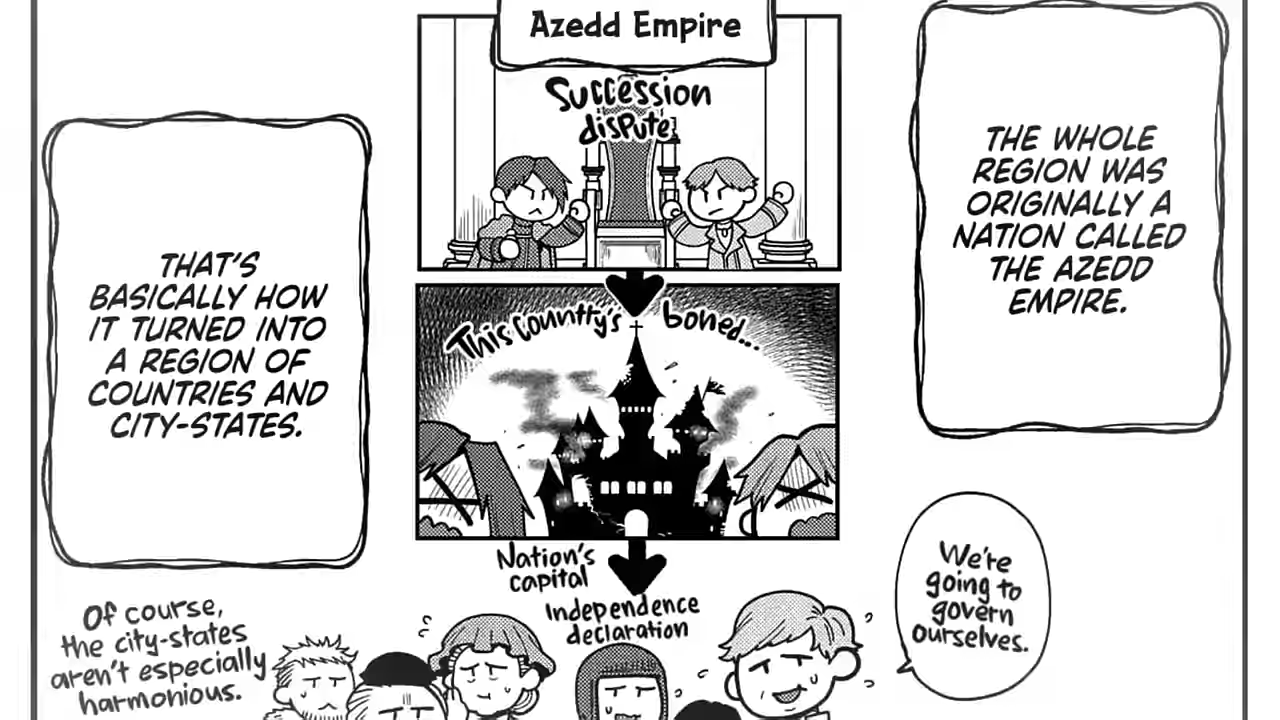 THE WHOLE
REGION WAS
ORIGINALLY A
NATION CALLED
THE AZEDD
EMPIRE.
Azedd Empire
Succession
dispute
This country's boned...
Nation's
capital
Independence
declaration
We're
going to
govern
ourselves.
THAT'S
BASICALLY HOW
IT TURNED INTO
A REGION OF
COUNTRIES AND
CITY-STATES.
Of course,
the city-states
aren't especially
harmonious.